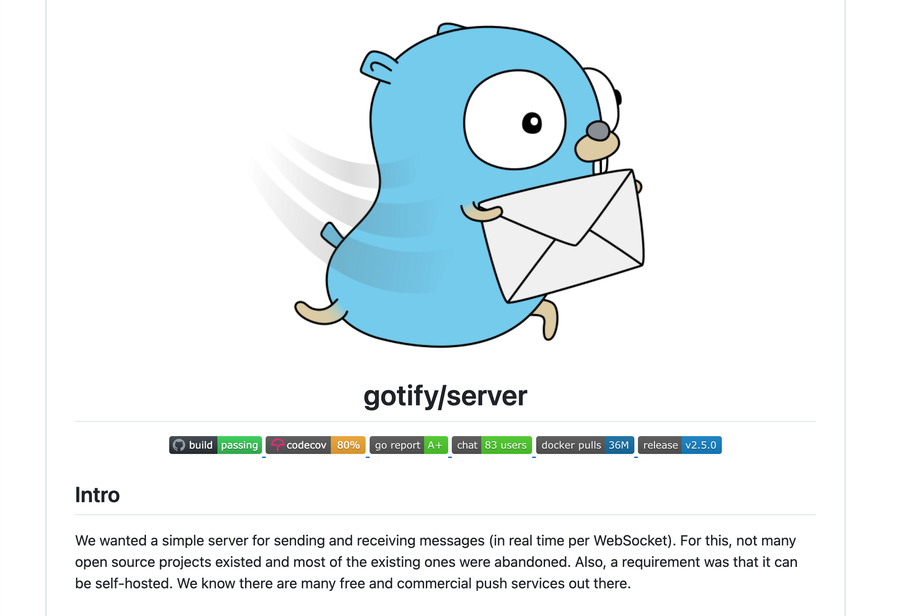 gotify/server
build passing codecov 80% go report A+ chat 83 users docker pulls 36M release v2.5.0
Intro
We wanted a simple server for sending and receiving messages (in real time per WebSocket). For this, not many
open source projects existed and most of the existing ones were abandoned. Also, a requirement was that it can
be self-hosted. We know there are many free and commercial push services out there.